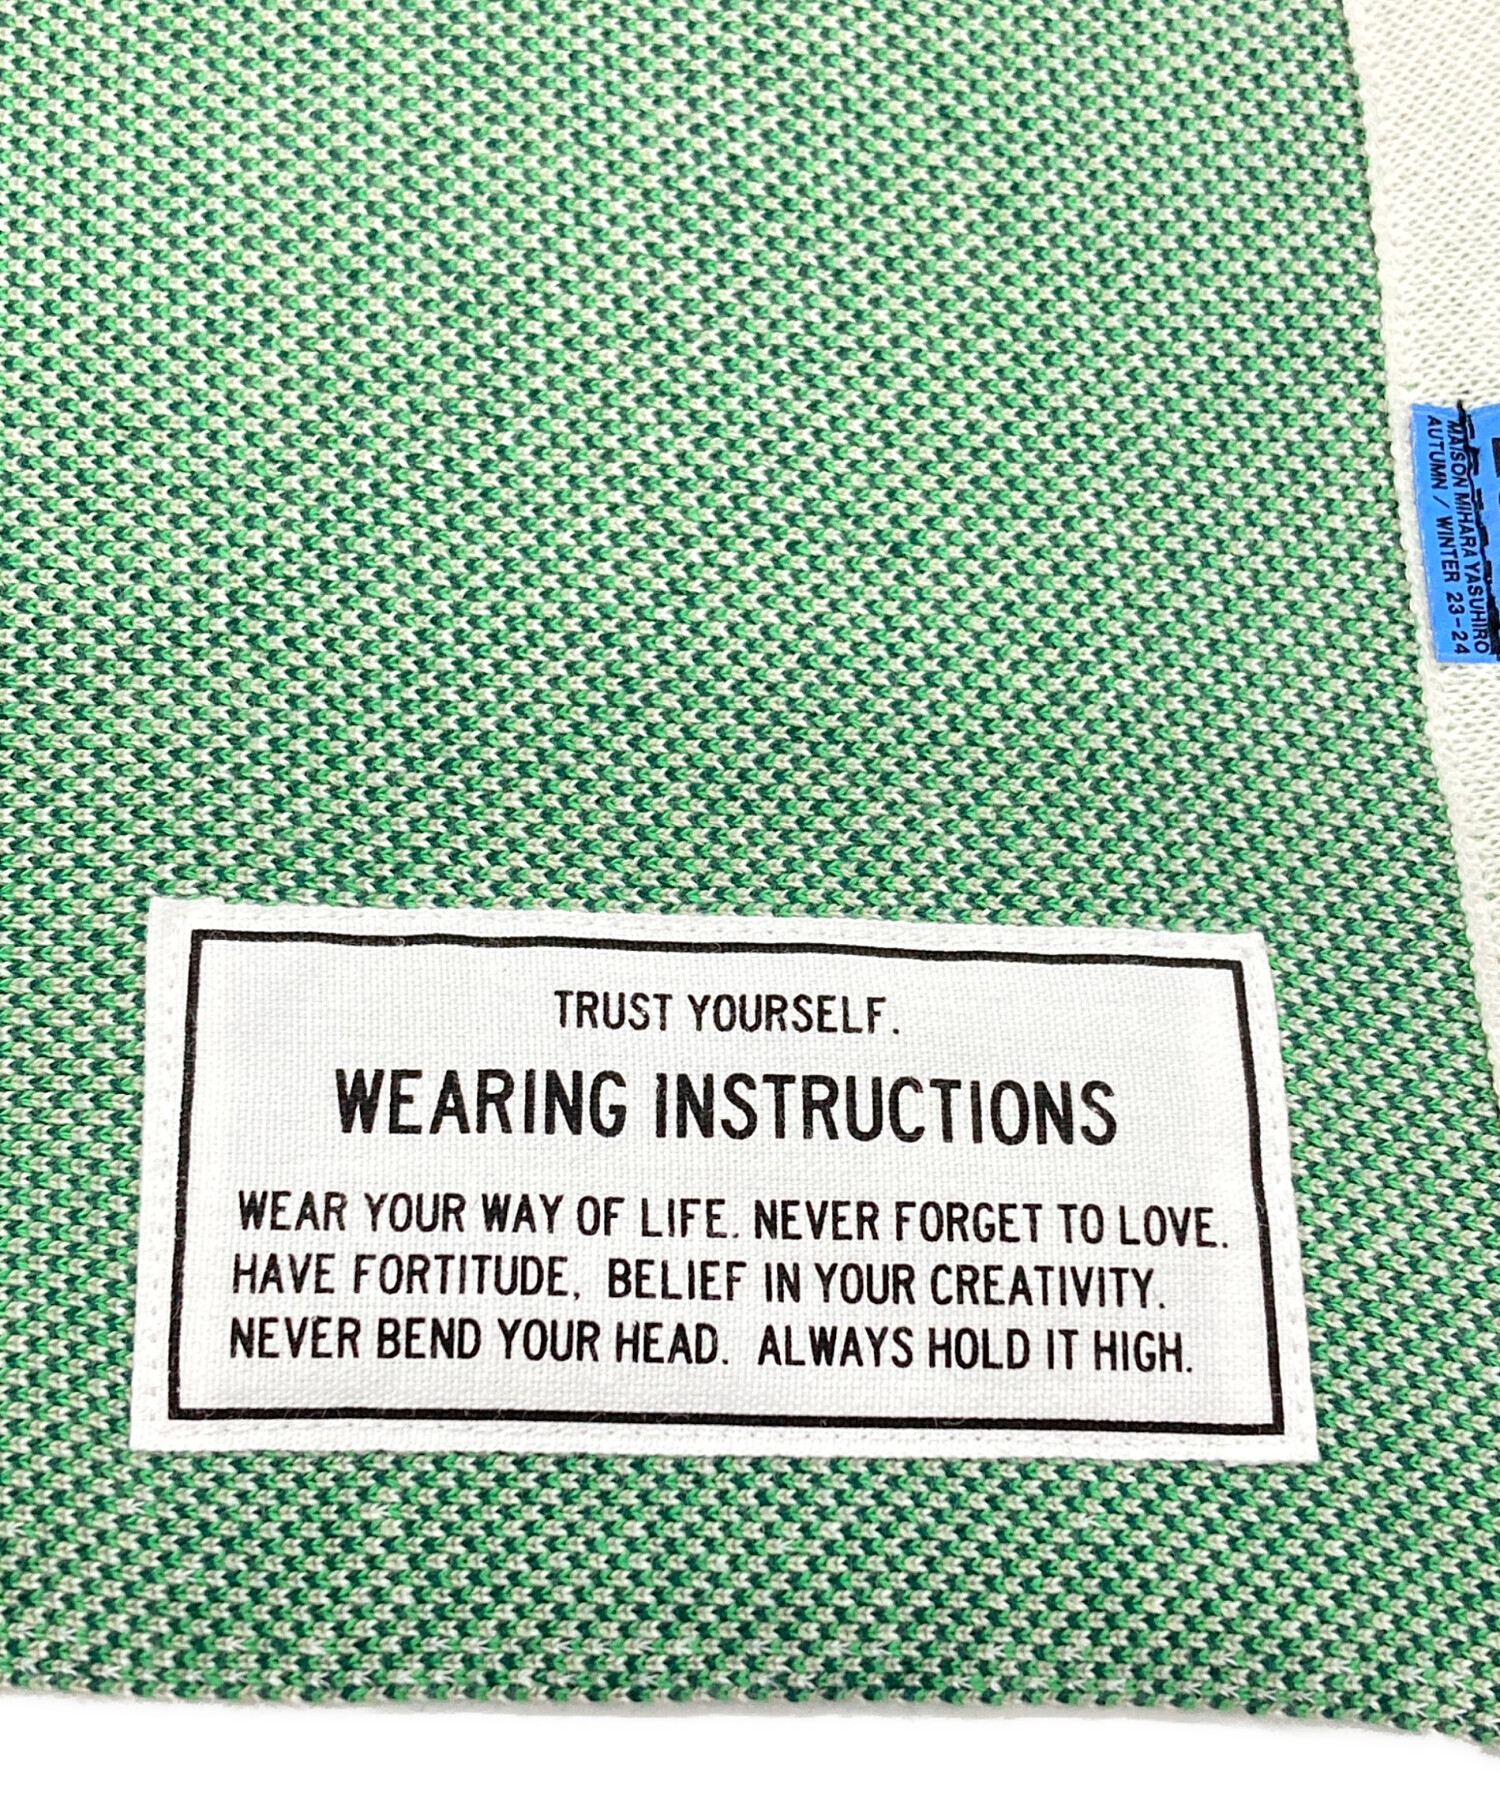 MAISON MIHARA YASUHIRO
AUTUMN / WINTER 23-24
TRUST YOURSELF.
WEARING INSTRUCTIONS
WEAR YOUR WAY OF LIFE. NEVER FORGET TO LOVE.
HAVE FORTITUDE, BELIEF IN YOUR CREATIVITY.
NEVER BEND YOUR HEAD. ALWAYS HOLD IT HIGH.